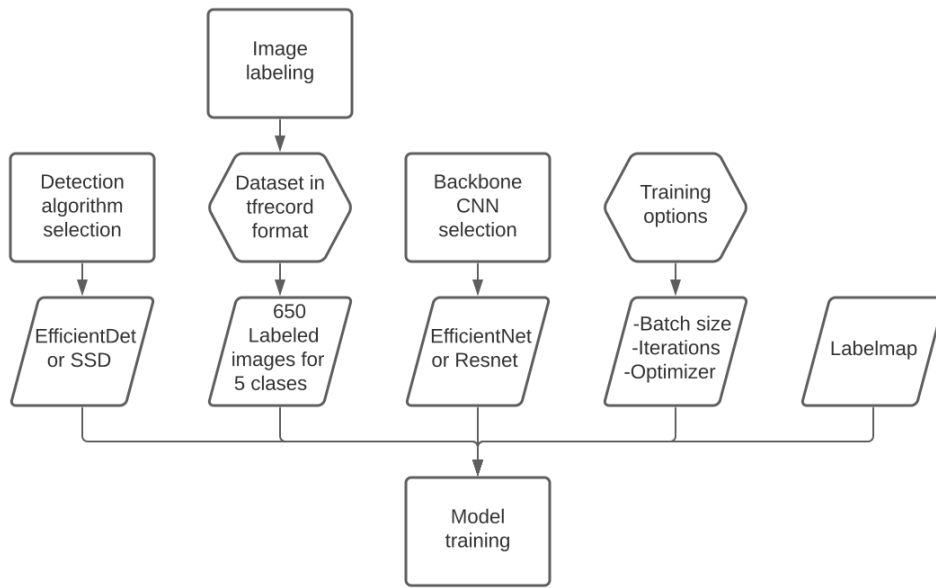 Image
labeling
Detection
algorithm
selection
Dataset in
tfrecord
format
Backbone
CNN
selection
Training
options
EfficientDet
or SSD
650
Labeled
images for
5 clases
EfficientNet
or Resnet
-Batch size
-Iterations
-Optimizer
Labelmap
Model
training